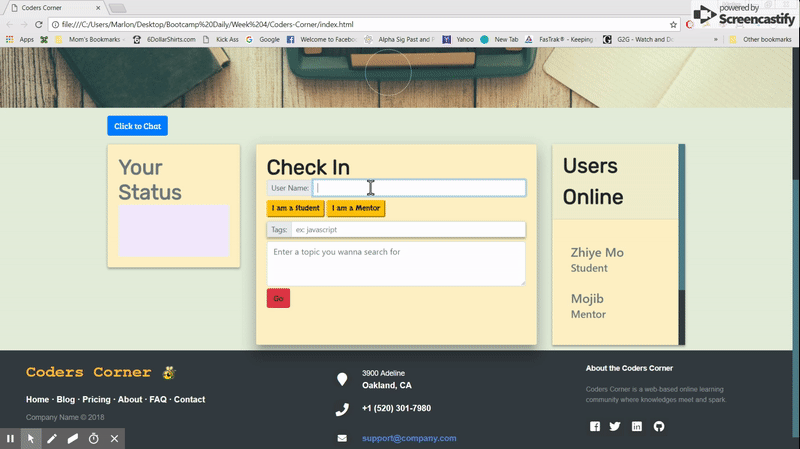 Coders Corner
powered by
Screencastify
file:///C:/Users/Marlon/Desktop/Bootcamp%20Daily/Week%204/Coders-Corner/index.html
Apps Chats Mom's Bookmarks 6DollarShirts.com Kick Ass Google Welcome to Facebo Alpha Sig Past and F Yahoo New Tab FasTrak® - Keeping G2G - Watch and Do » Other bookmarks
Click to Chat
Your
Status
Check In
User Name:
I am a Student I am a Mentor
Tags: ex: javascript
Enter a topic you wanna search for
Go
Users
Online
Zhiye Mo
Student
Mojib
Mentor
Coders Corner
Home · Blog · Pricing · About · FAQ · Contact
Company Name © 2018
3900 Adeline
Oakland, CA
+1 (520) 301-7980
support@company.com
About the Coders Corner
Coders Corner is a web-based online learning
community where knowledges meet and spark.